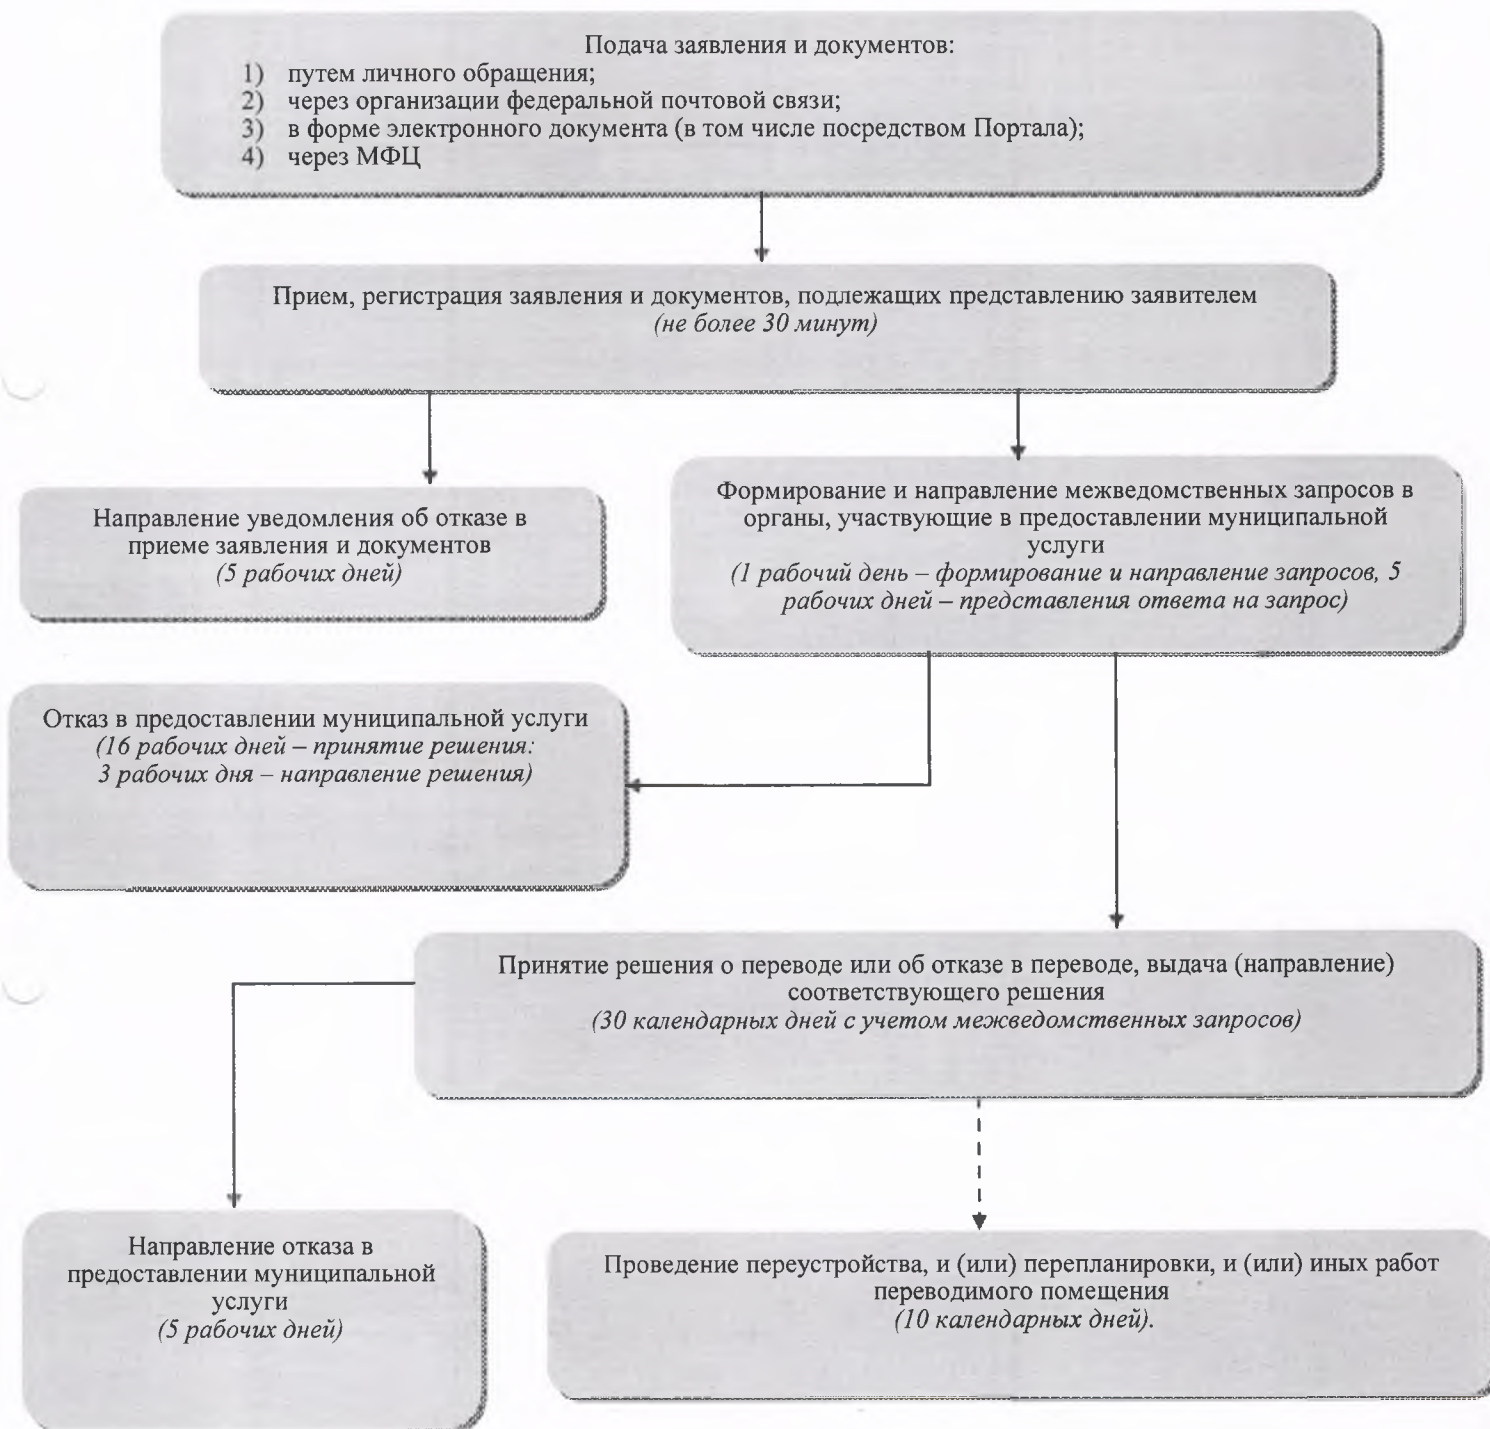 Подача заявления и документов:
1) путем личного обращения;
2) через организации федеральной почтовой связи;
3) в форме электронного документа (в том числе посредством Портала);
4) через МФЦ
Прием, регистрация заявления и документов, подлежащих представлению заявителем
(не более 30 минут)
Направление уведомления об отказе в
приеме заявления и документов
(5 рабочих дней)
Формирование и направление межведомственных запросов в
органы, участвующие в предоставлении муниципальной
услуги
(1 рабочий день – формирование и направление запросов, 5
рабочих дней – представления ответа на запрос)
Отказ в предоставлении муниципальной услуги
(16 рабочих дней – принятие решения:
3 рабочих дня – направление решения)
Принятие решения о переводе или об отказе в переводе, выдача (направление)
соответствующего решения
(30 календарных дней с учетом межведомственных запросов)
Направление отказа в
предоставлении муниципальной
услуги
(5 рабочих дней)
Проведение переустройства, и (или) перепланировки, и (или) иных работ
переводимого помещения
(10 календарных дней).